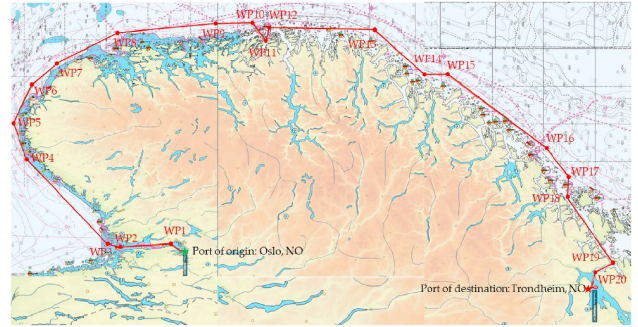 WP10
WP12
WP9
WP8
WP11
WP13
WP7
WP14
WP15
WP6
WP5
WP16
WP4
WP17
WP18
WP1
WP2
WP3
Port of origin: Oslo, NO
WP19
WP20
Port of destination: Trondheim, NO